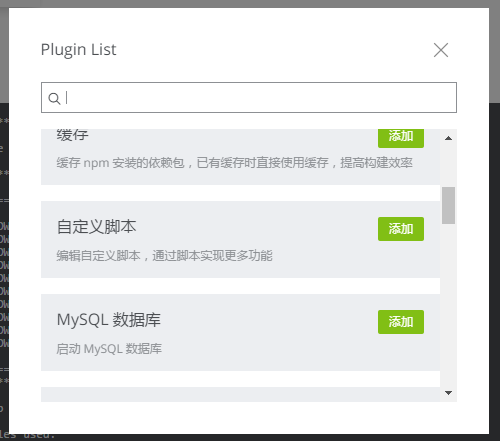 Plugin List
缓存
添加
缓存 npm 安装的依赖包，已有缓存时直接使用缓存，提高构建效率
自定义脚本
添加
编辑自定义脚本，通过脚本实现更多功能
MySQL 数据库
添加
启动 MySQL 数据库
les used: